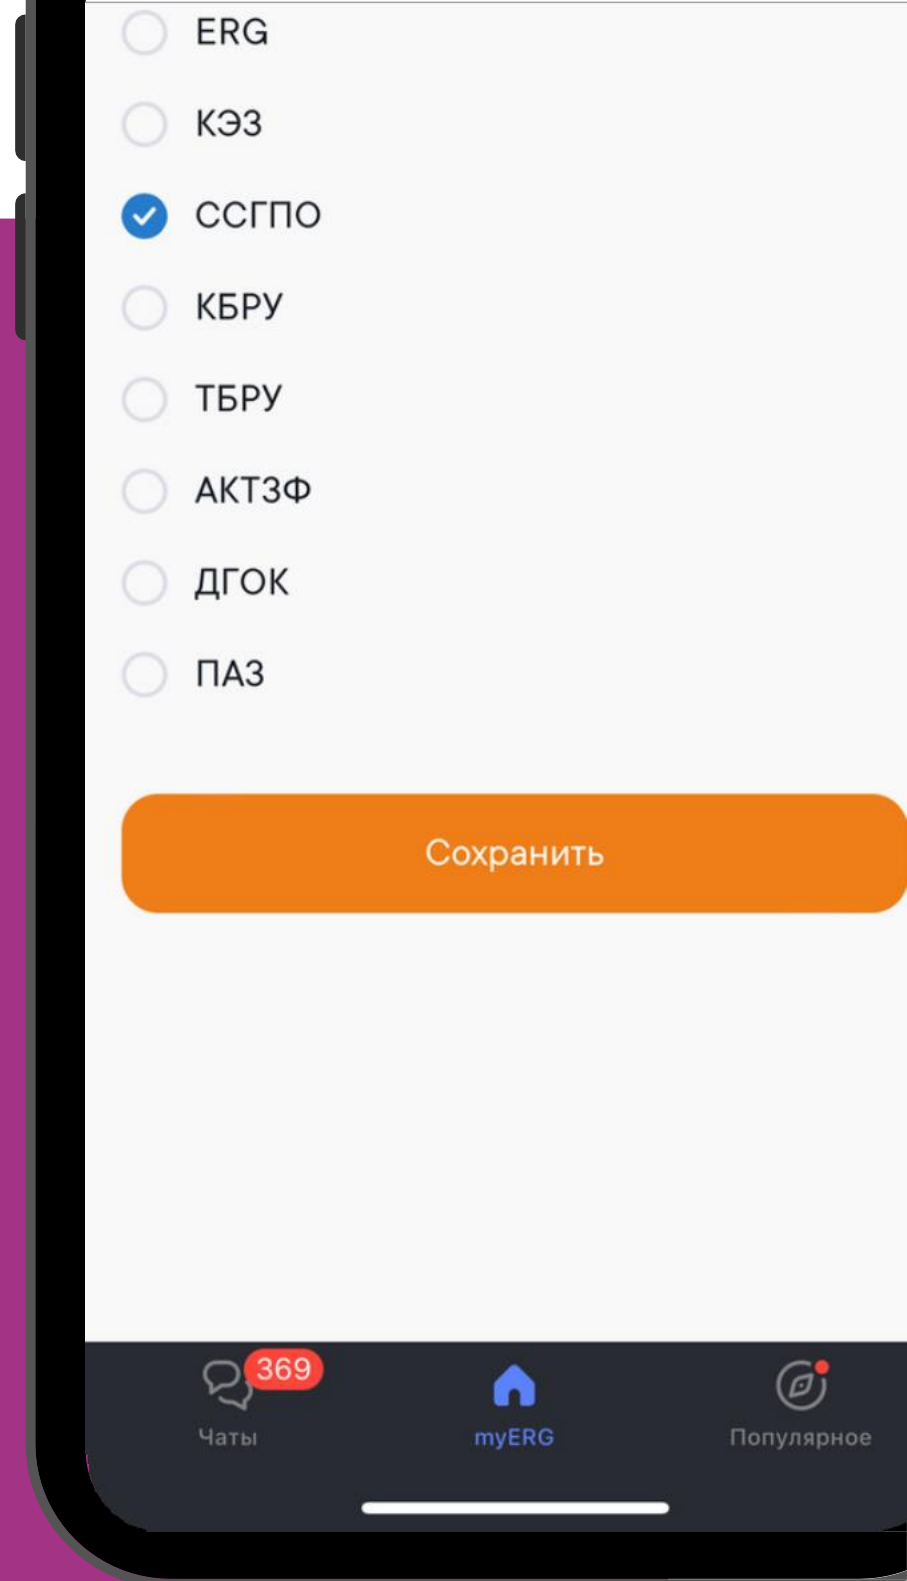 ERG
КЭЗ
ССГПО
КБРУ
ТБРУ
АКТЗФ
ДГОК
ПАЗ
Сохранить
369
Чаты
myERG
Популярное